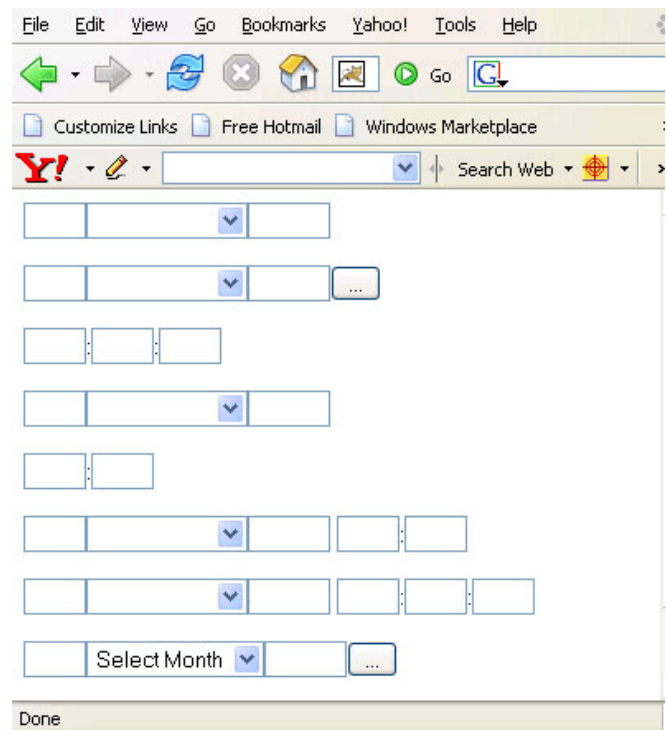 File Edit View Go Bookmarks Yahoo! Tools Help
Go G
Customize Links Free Hotmail Windows Marketplace
Y! Search Web
...
: :
:
:
: :
Select Month ...
Done